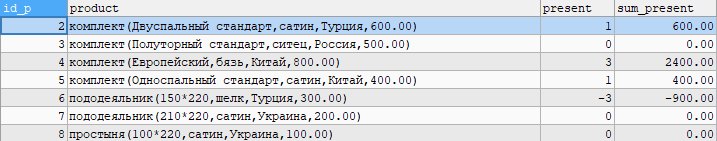 id_p product present sum_present
2 комплект(Двуспальный стандарт,сатин,Турция,600.00) 1 600.00
3 комплект(Полуторный стандарт,ситец,Россия,500.00) 0 0.00
4 комплект(Европейский,бязь,Китай,800.00) 3 2400.00
5 комплект(Односпальный стандарт,сатин,Китай,400.00) 1 400.00
6 пододеяльник(150*220,шелк,Турция,300.00) -3 -900.00
7 пододеяльник(210*220,сатин,Украина,200.00) 0 0.00
8 простыня(100*220,сатин,Украина,100.00) 0 0.00